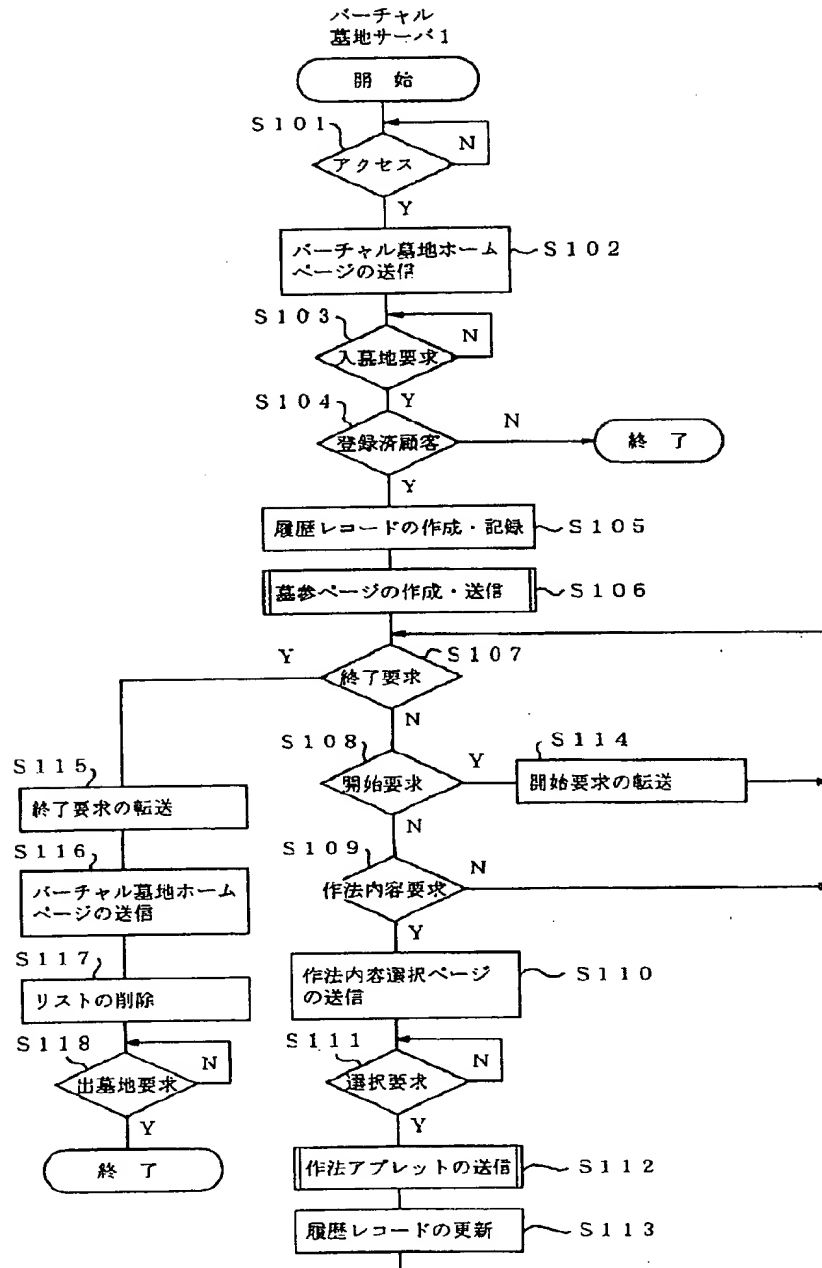 バーチャル
墓地サーバ1
開 始
S101
アクセス
N
Y
バーチャル墓地ホーム
ページの送信
S102
S103
入墓地要求
N
Y
S104
登録済顧客
N
終 了
Y
履歴レコードの作成・記録
S105
墓参ページの作成・送信
S106
S107
終了要求
Y
N
S108
開始要求
Y
S114
開始要求の転送
N
S109
作法内容要求
N
Y
作法内容選択ページ
の送信
S110
S111
選択要求
N
Y
作法アプレットの送信
S112
履歴レコードの更新
S113
S115
終了要求の転送
S116
バーチャル墓地ホーム
ページの送信
S117
リストの削除
S118
出墓地要求
N
Y
終 了